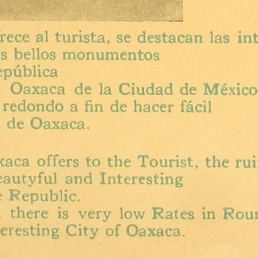 rece al turista, se destacan las int
s bellos monumentos
epública
Oaxaca de la Ciudad de México
redondo a fin de hacer fácil
de Oaxaca.
xaca offers to the Tourist, the rui
eautyful and Interesting
e Republic.
there is very low Rates in Roun
eresting City of Oaxaca.